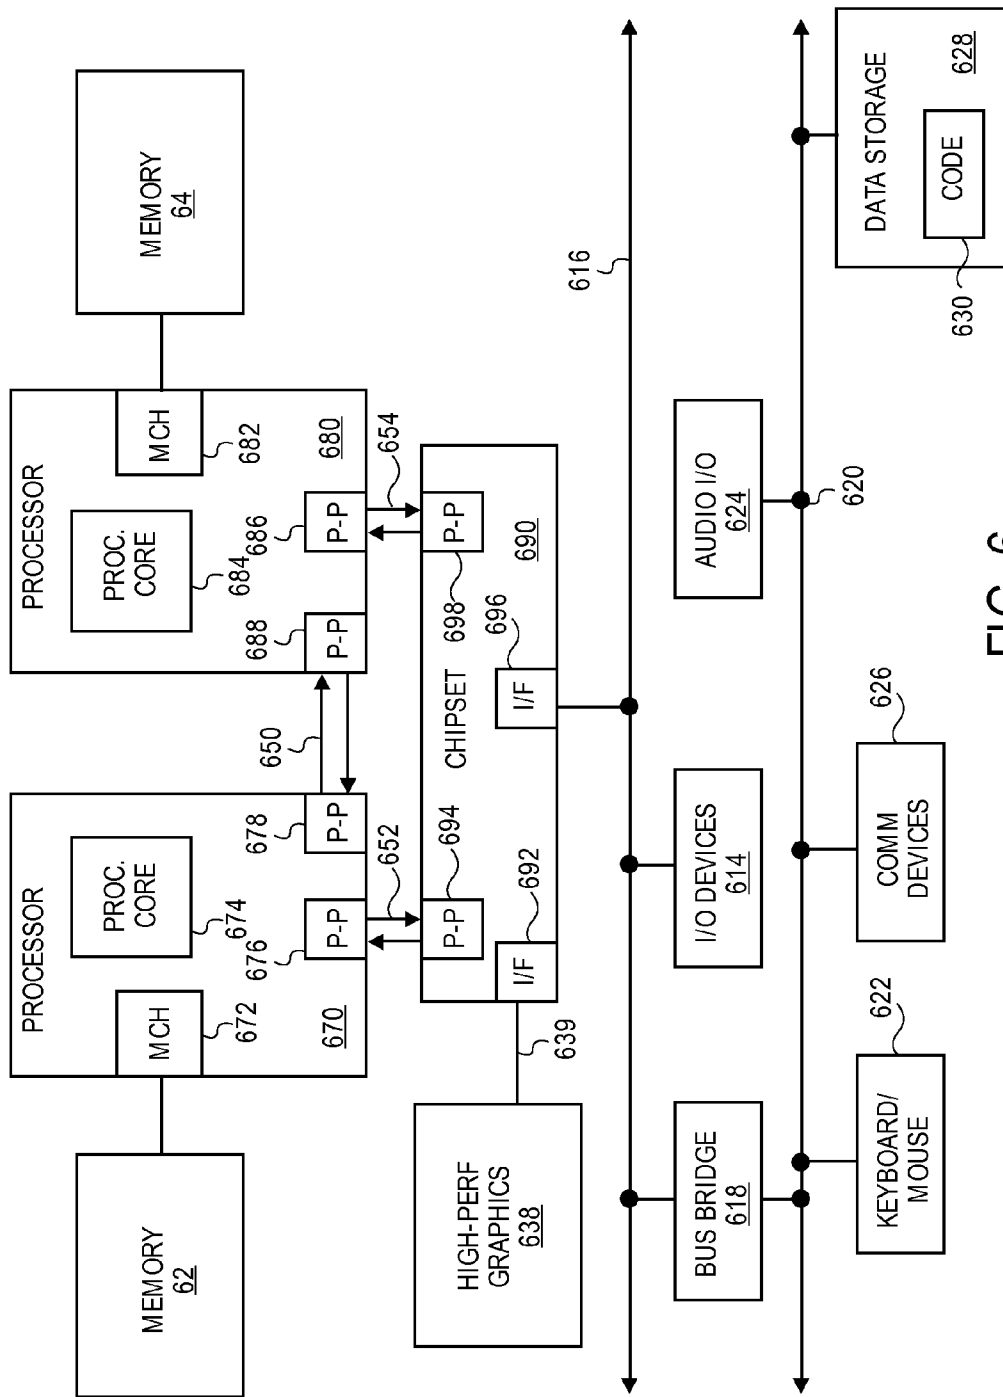 MEMORY
62
PROCESSOR
MCH
672
PROC.
CORE
674
670
676
P-P
678
P-P
650
PROCESSOR
688
P-P
PROC.
CORE
684
686
P-P
MCH
682
680
MEMORY
64
652
654
HIGH-PERF
GRAPHICS
638
639
P-P
694
CHIPSET
P-P
698
690
I/F
692
I/F
696
616
BUS BRIDGE
618
I/O DEVICES
614
AUDIO I/O
624
620
KEYBOARD/
MOUSE
622
COMM
DEVICES
626
DATA STORAGE
CODE
630
628
FIG. 6